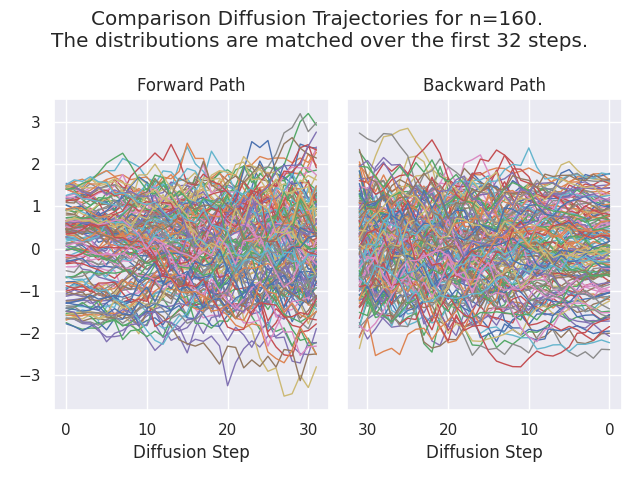 Comparison Diffusion Trajectories for n=160.
The distributions are matched over the first 32 steps.
Forward Path
Backward Path
3
2
1
0
−1
−2
−3
0 10 20 30
30 20 10 0
Diffusion Step
Diffusion Step